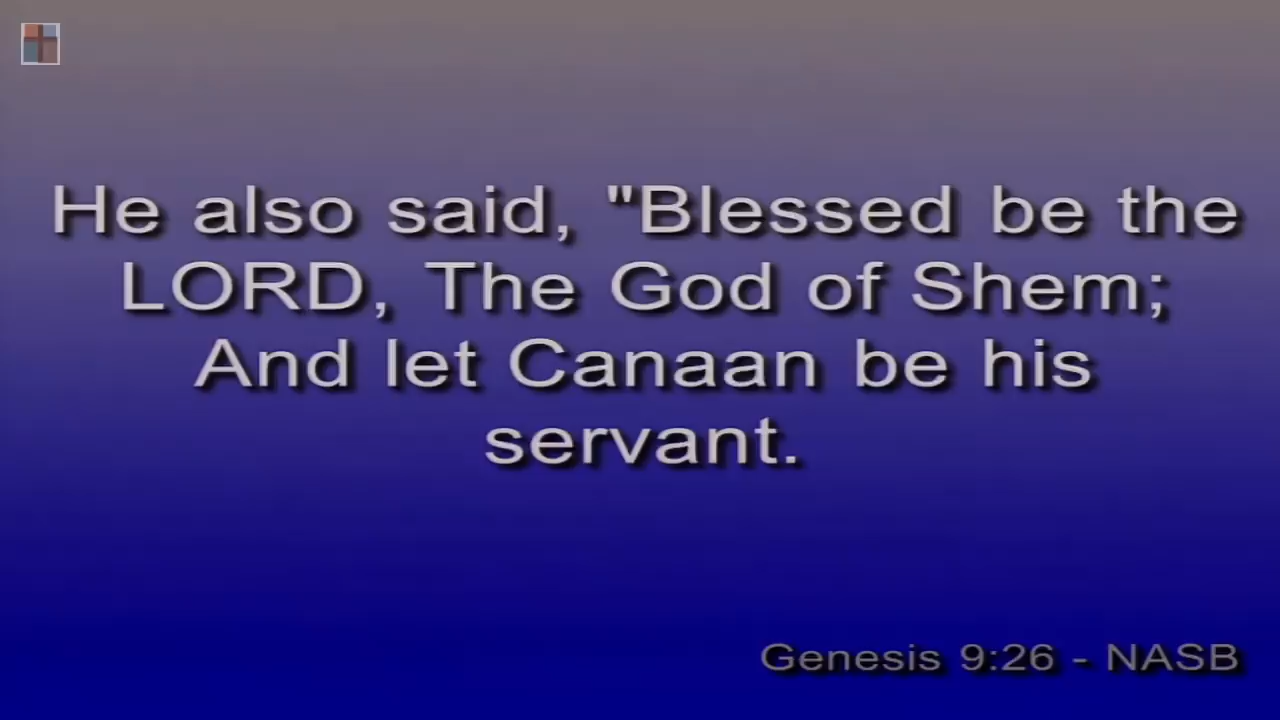 He also said, "Blessed be the
LORD, The God of Shem;
And let Canaan be his
servant.
Genesis 9:26 - NASB